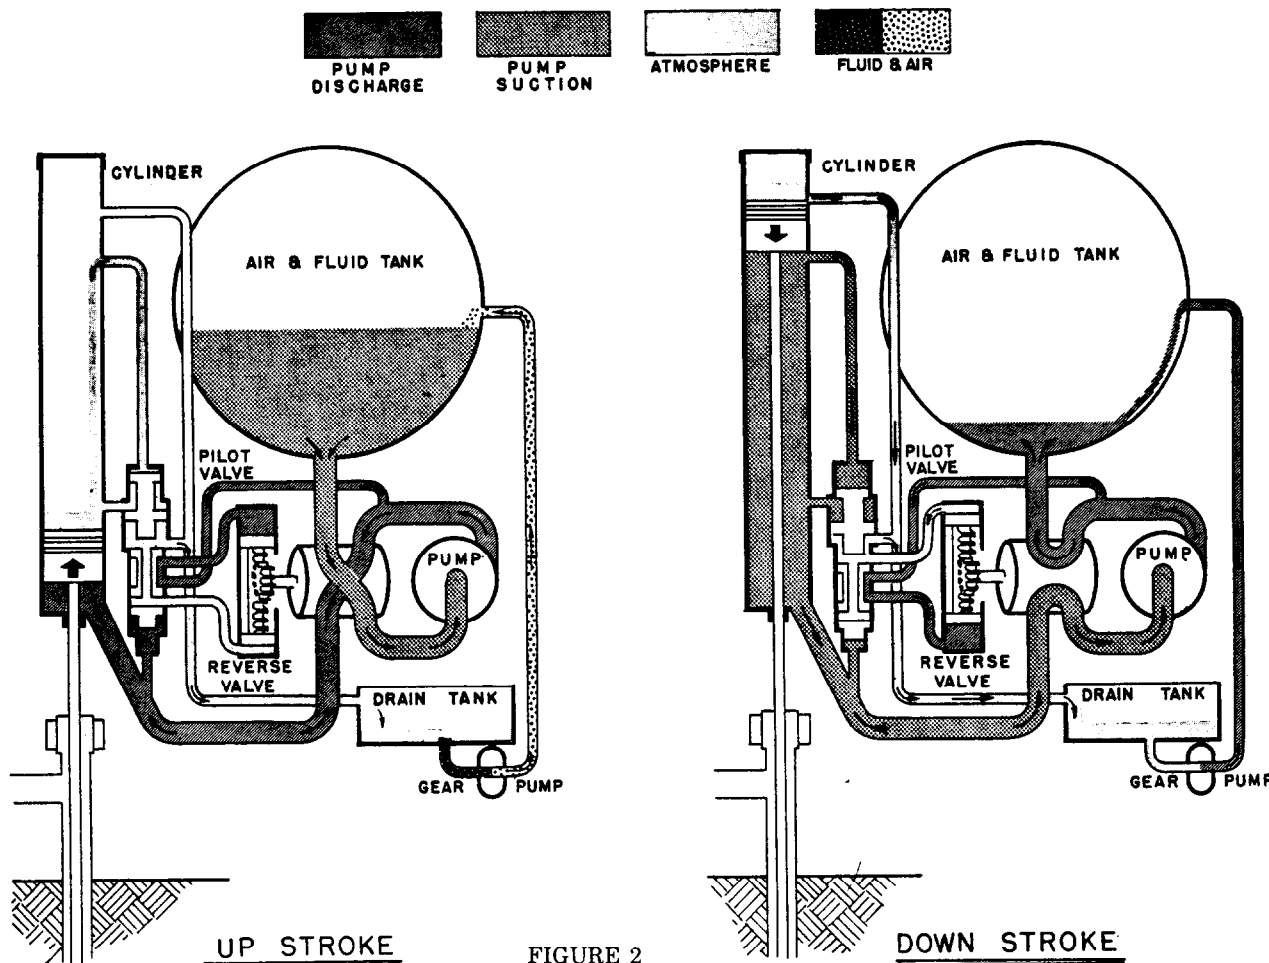 PUMP DISCHARGE
PUMP SUCTION
ATMOSPHERE
FLUID & AIR
CYLINDER
AIR & FLUID TANK
PILOT VALVE
PUMP
REVERSE VALVE
DRAIN TANK
GEAR PUMP
UP STROKE
CYLINDER
AIR & FLUID TANK
PILOT VALVE
PUMP
REVERSE VALVE
DRAIN TANK
GEAR PUMP
DOWN STROKE
FIGURE 2